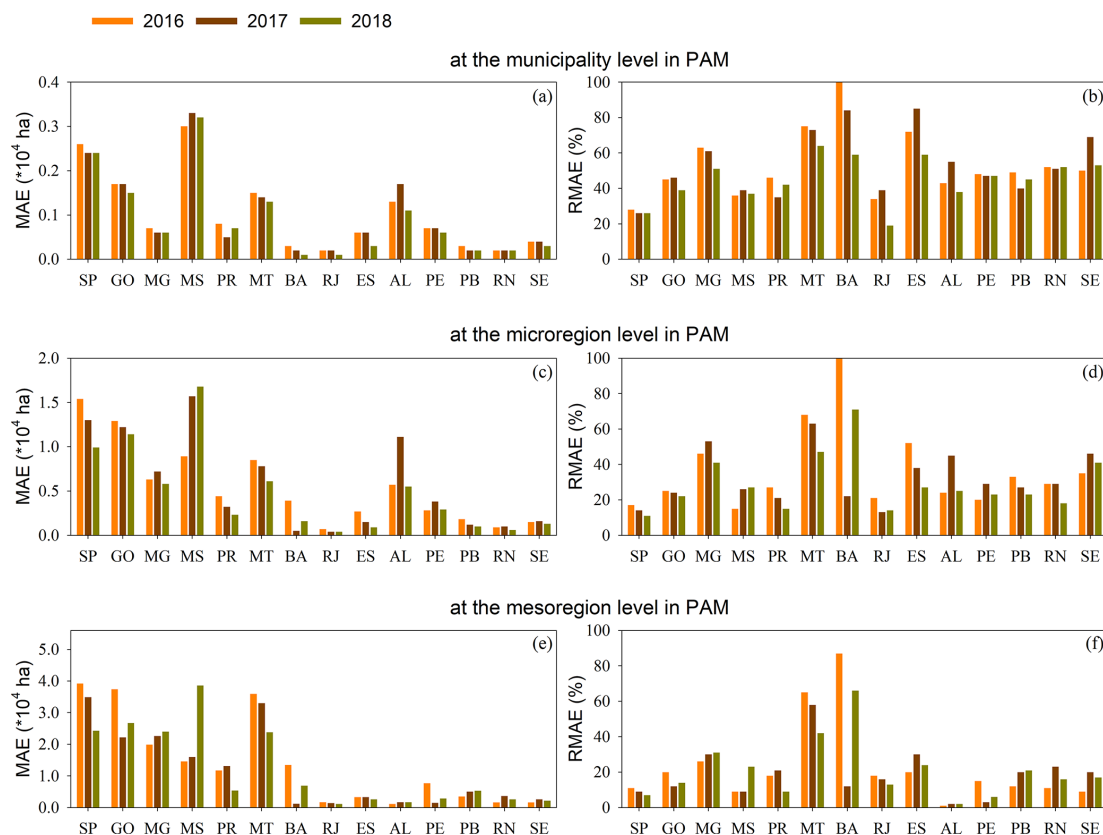 2016 2017 2018
at the municipality level in PAM
0.4 (a) 100 (b)
0.3 80
0.2 60
0.1 40
0.0 20
0
MAE (*10⁴ ha) RMAE (%)
SP GO MG MS PR MT BA RJ ES AL PE PB RN SE SP GO MG MS PR MT BA RJ ES AL PE PB RN SE
at the microregion level in PAM
2.0 (c) 100 (d)
1.5 80
1.0 60
0.5 40
0.0 20
0
MAE (*10⁴ ha) RMAE (%)
SP GO MG MS PR MT BA RJ ES AL PE PB RN SE SP GO MG MS PR MT BA RJ ES AL PE PB RN SE
at the mesoregion level in PAM
(e) 100 (f)
5.0 80
4.0 60
3.0 40
2.0 20
1.0 0
0.0
MAE (*10⁴ ha) RMAE (%)
SP GO MG MS PR MT BA RJ ES AL PE PB RN SE SP GO MG MS PR MT BA RJ ES AL PE PB RN SE